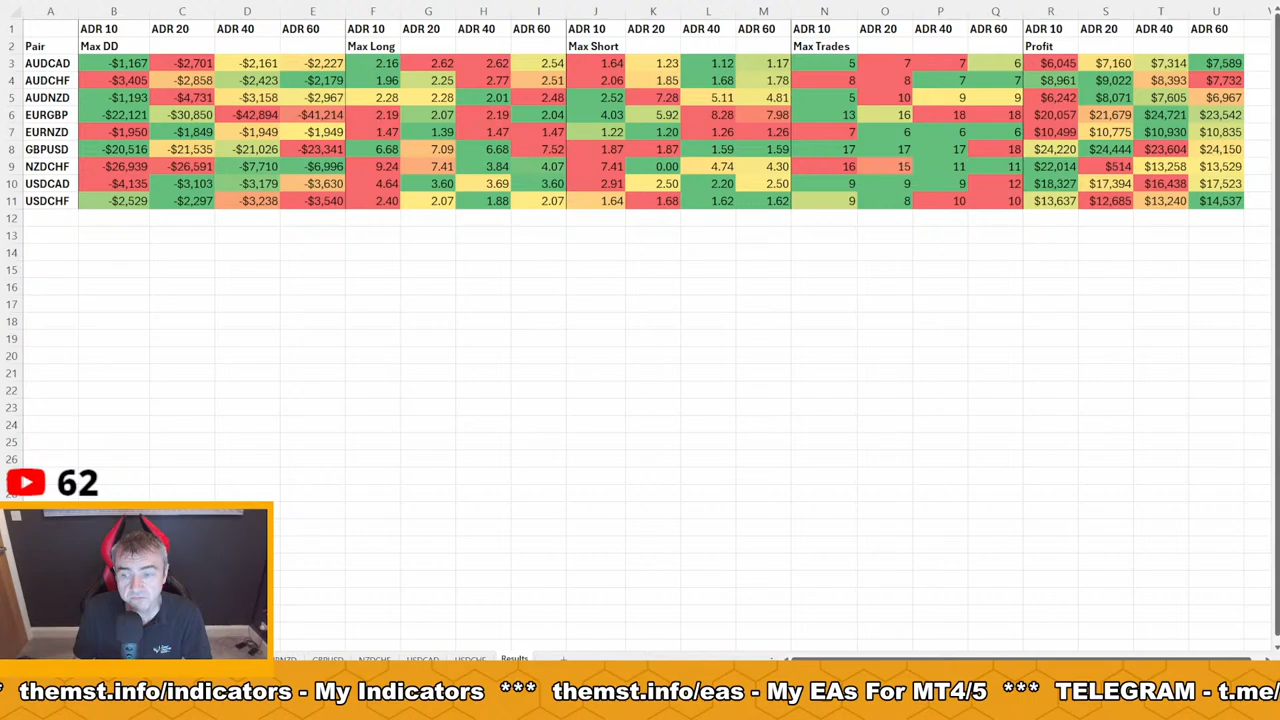 A B C D E F G H I J K L M N O P Q R S T U
1 ADR 10 ADR 20 ADR 40 ADR 60 ADR 10 ADR 20 ADR 40 ADR 60 ADR 10 ADR 20 ADR 40 ADR 60 ADR 10 ADR 20 ADR 40 ADR 60 ADR 10 ADR 20 ADR 40 ADR 60
2 Pair Max DD Max Long Max Short Max Trades Profit
3 AUDCAD -$1,167 -$2,701 -$2,161 -$2,227 2.16 2.62 2.62 2.54 1.64 1.23 1.12 1.17 5 7 7 6 $6,045 $7,160 $7,314 $7,589
4 AUDCHF -$3,405 -$2,858 -$2,423 -$2,179 1.96 2.25 2.77 2.51 2.06 1.85 1.68 1.78 8 8 7 7 $8,961 $9,022 $8,393 $7,732
5 AUDNZD -$1,193 -$4,731 -$3,158 -$2,967 2.28 2.28 2.01 2.48 2.52 7.28 5.11 4.81 5 10 9 9 $6,242 $8,071 $7,605 $6,967
6 EURGBP -$22,121 -$30,850 -$42,894 -$41,214 2.19 2.07 2.19 2.04 4.03 5.92 8.28 7.98 13 16 18 18 $20,057 $21,679 $24,721 $23,542
7 EURNZD -$1,950 -$1,849 -$1,949 -$1,949 1.47 1.39 1.47 1.47 1.22 1.20 1.26 1.26 7 6 6 6 $10,499 $10,775 $10,930 $10,835
8 GBPUSD -$20,516 -$21,535 -$21,026 -$23,341 6.68 7.09 6.68 7.52 1.87 1.87 1.59 1.59 17 17 17 18 $24,220 $24,444 $23,604 $24,150
9 NZDCHF -$26,939 -$26,591 -$7,710 -$6,996 9.24 7.41 3.84 4.07 7.41 0.00 4.74 4.30 16 15 11 11 $22,014 $514 $13,258 $13,529
10 USDCAD -$4,135 -$3,103 -$3,179 -$3,630 4.64 3.60 3.69 3.60 2.91 2.50 2.20 2.50 9 9 9 12 $18,327 $17,394 $16,438 $17,523
11 USDCHF -$2,529 -$2,297 -$3,238 -$3,540 2.40 2.07 1.88 2.07 1.64 1.68 1.62 1.62 9 8 10 10 $13,637 $12,685 $13,240 $14,537
12
13
14
15
16
17
18
19
20
21
22
23
24
25
26
27
62
Results
* themst.info/indicators - My Indicators *** themst.info/eas - My EAs For MT4/5 *** TELEGRAM - t.me/